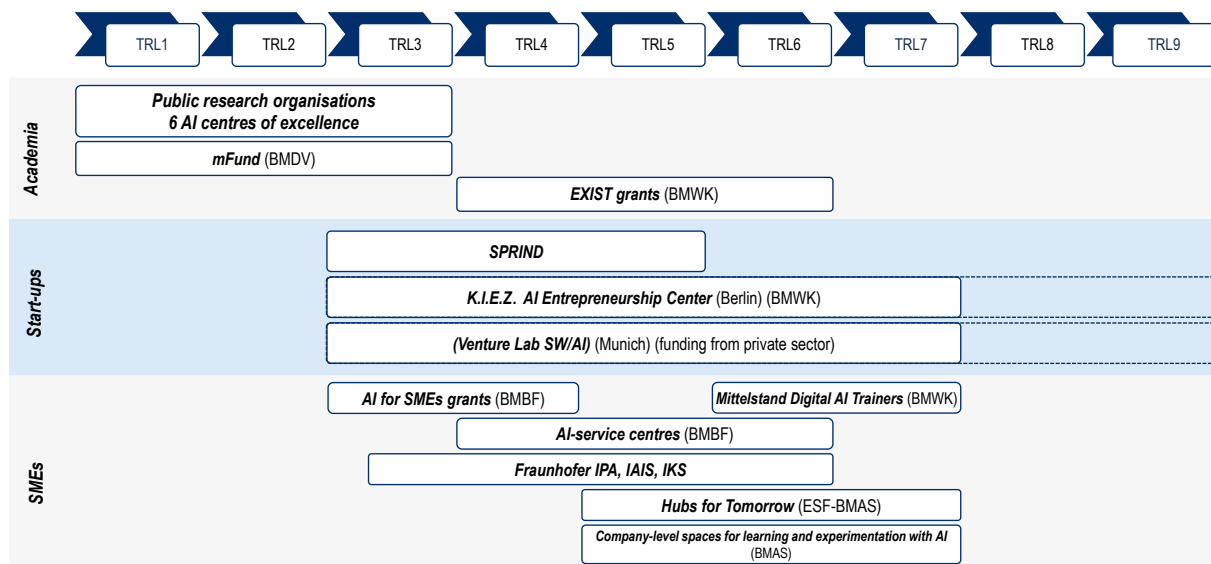 TRL1 TRL2 TRL3 TRL4 TRL5 TRL6 TRL7 TRL8 TRL9
Academia
Public research organisations
6 AI centres of excellence
mFund (BMDV)
EXIST grants (BMWK)
Start-ups
SPRIND
K.I.E.Z. AI Entrepreneurship Center (Berlin) (BMWK)
(Venture Lab SW/AI) (Munich) (funding from private sector)
SMEs
AI for SMEs grants (BMBF)
Mittelstand Digital AI Trainers (BMWK)
AI-service centres (BMBF)
Fraunhofer IPA, IAIS, IKS
Hubs for Tomorrow (ESF-BMAS)
Company-level spaces for learning and experimentation with AI
(BMAS)